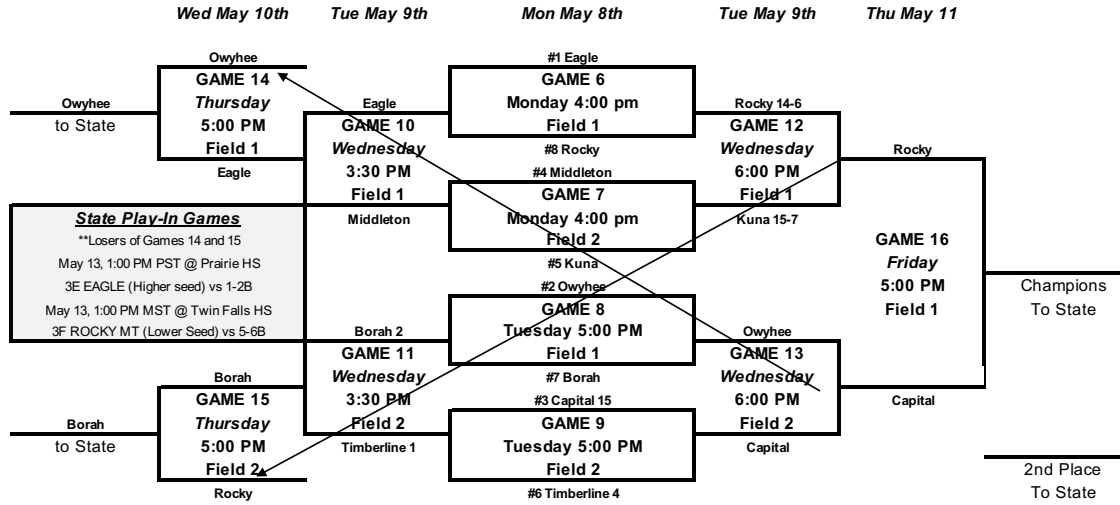 Wed May 10th
Tue May 9th
Mon May 8th
Tue May 9th
Thu May 11
Owyhee
GAME 14
Thursday
5:00 PM
Field 1
Eagle
Owyhee
to State
State Play-In Games
**Losers of Games 14 and 15
May 13, 1:00 PM PST @ Prairie HS
3E EAGLE (Higher seed) vs 1-2B
May 13, 1:00 PM MST @ Twin Falls HS
3F ROCKY MT (Lower Seed) vs 5-6B
Borah
GAME 15
Thursday
5:00 PM
Field 2
Rocky
Borah
to State
Eagle
GAME 10
Wednesday
3:30 PM
Field 1
Middleton
Borah 2
GAME 11
Wednesday
3:30 PM
Field 2
Timberline 1
#1 Eagle
GAME 6
Monday 4:00 pm
Field 1
#8 Rocky
#4 Middleton
GAME 7
Monday 4:00 pm
Field 2
#5 Kuna
#2 Owyhee
GAME 8
Tuesday 5:00 PM
Field 1
#7 Borah
#3 Capital 15
GAME 9
Tuesday 5:00 PM
Field 2
#6 Timberline 4
Rocky 14-6
GAME 12
Wednesday
6:00 PM
Field 1
Kuna 15-7
Owyhee
GAME 13
Wednesday
6:00 PM
Field 2
Capital
Rocky
GAME 16
Friday
5:00 PM
Field 1
Capital
Champions
To State
2nd Place
To State